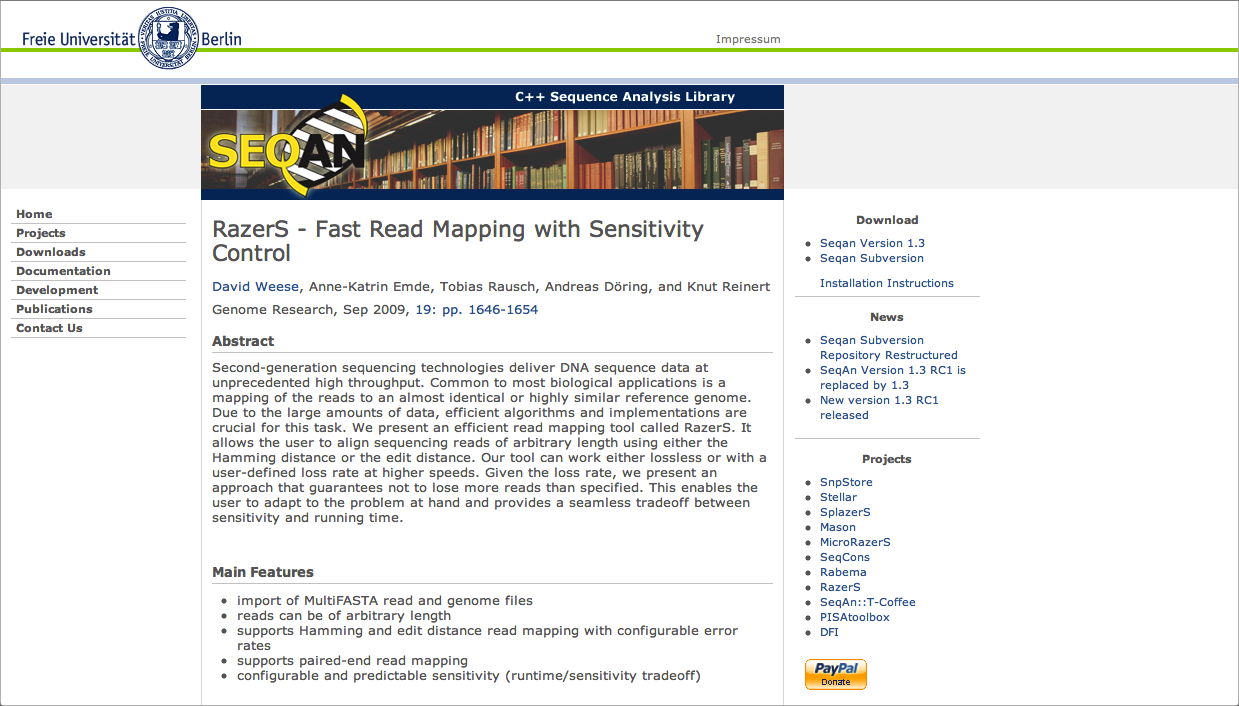 Freie Universität Berlin
Impressum
C++ Sequence Analysis Library
SEQAN
Home
Projects
Downloads
Documentation
Development
Publications
Contact Us
RazerS - Fast Read Mapping with Sensitivity
Control
David Weese, Anne-Katrin Emde, Tobias Rausch, Andreas Döring, and Knut Reinert
Genome Research, Sep 2009, 19: pp. 1646-1654
Abstract
Second-generation sequencing technologies deliver DNA sequence data at
unprecedented high throughput. Common to most biological applications is a
mapping of the reads to an almost identical or highly similar reference genome.
Due to the large amounts of data, efficient algorithms and implementations are
crucial for this task. We present an efficient read mapping tool called RazerS. It
allows the user to align sequencing reads of arbitrary length using either the
Hamming distance or the edit distance. Our tool can work either lossless or with a
user-defined loss rate at higher speeds. Given the loss rate, we present an
approach that guarantees not to lose more reads than specified. This enables the
user to adapt to the problem at hand and provides a seamless tradeoff between
sensitivity and running time.
Main Features
import of MultiFASTA read and genome files
reads can be of arbitrary length
supports Hamming and edit distance read mapping with configurable error
rates
supports paired-end read mapping
configurable and predictable sensitivity (runtime/sensitivity tradeoff)
Download
Seqan Version 1.3
Seqan Subversion
Installation Instructions
News
Seqan Subversion
Repository Restructured
SeqAn Version 1.3 RC1 is
replaced by 1.3
New version 1.3 RC1
released
Projects
SnpStore
Stellar
SplazerS
Mason
MicroRazerS
SeqCons
Rabema
RazerS
SeqAn::T-Coffee
PISAtoolbox
DFI
PayPal
Donate